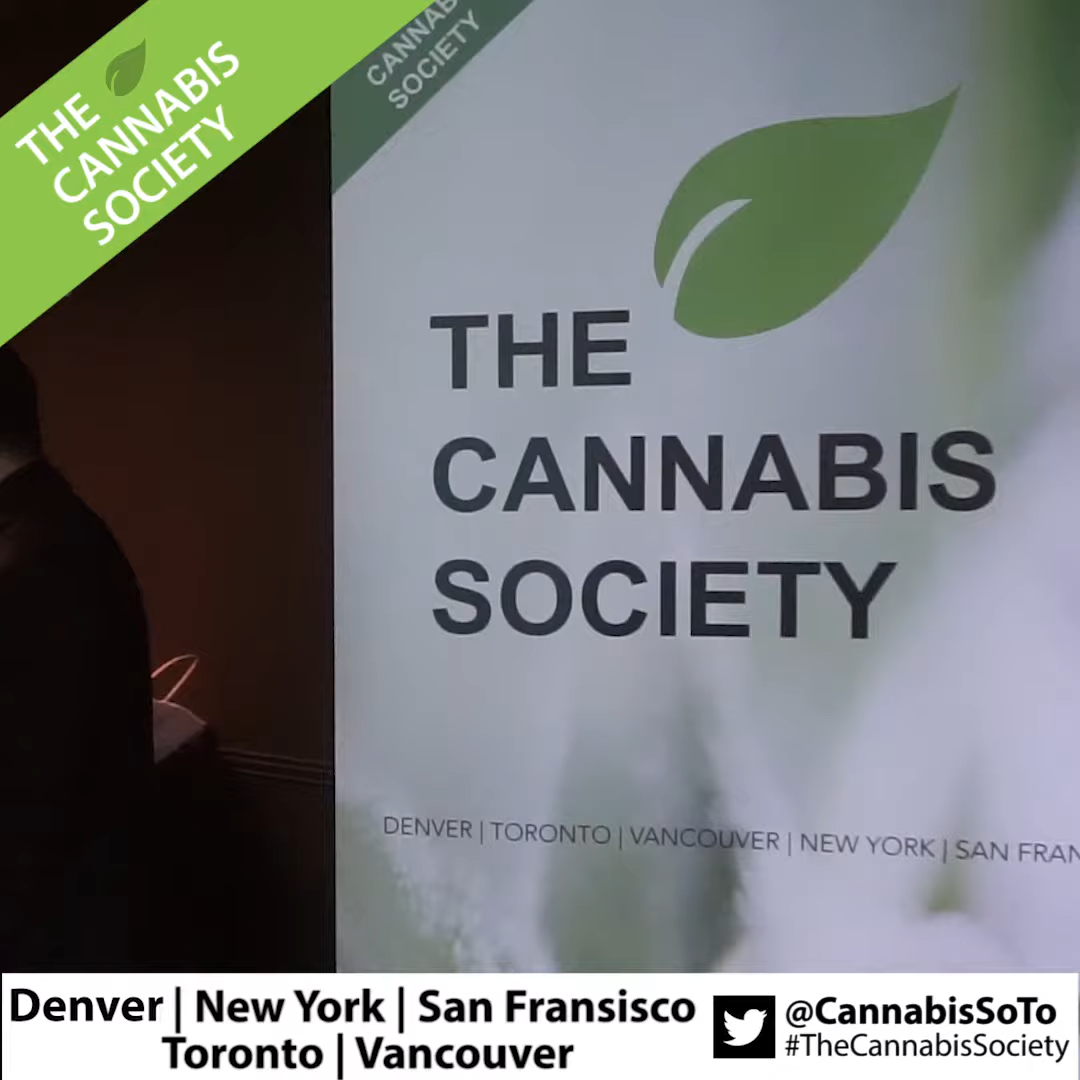 THE
CANNABIS
SOCIETY
CANNAB
SOCIETY
THE
CANNABIS
SOCIETY
DENVER | TORONTO | VANCOUVER | NEW YORK | SAN FRAN
Denver | New York | San Fransisco
Toronto | Vancouver
@CannabisSoTo
#TheCannabisSociety